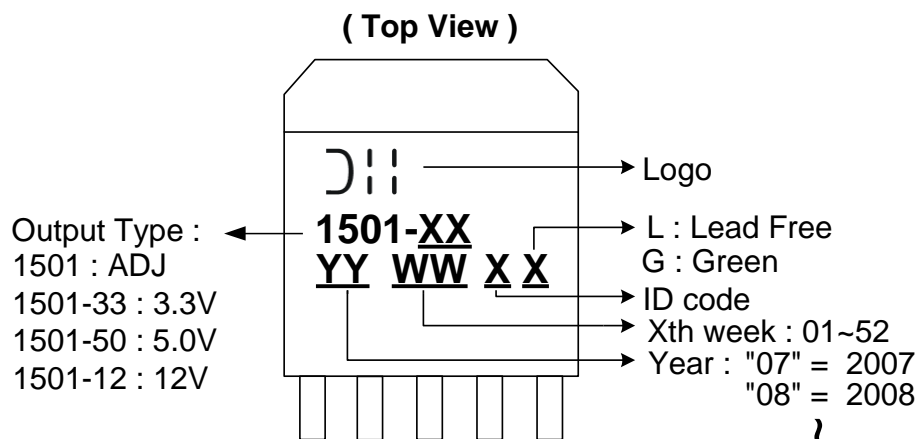 ( Top View )
Logo
Output Type :
1501 : ADJ
1501-33 : 3.3V
1501-50 : 5.0V
1501-12 : 12V
1501-XX
YY WW X X
L : Lead Free
G : Green
ID code
Xth week : 01~52
Year : "07" = 2007
"08" = 2008
~